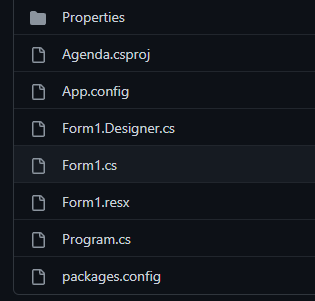 Properties
Agenda.csproj
App.config
Form1.Designer.cs
Form1.cs
Form1.resx
Program.cs
packages.config